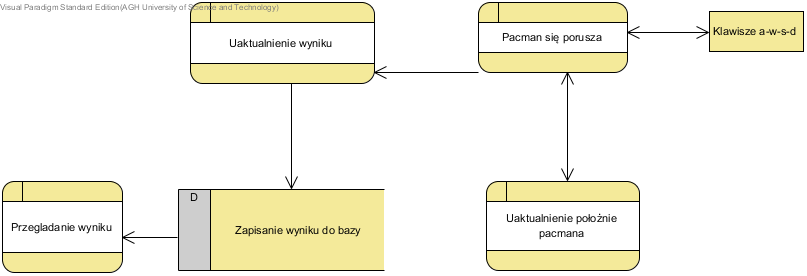 Visual Paradigm Standard Edition(AGH University of Science and Technology)
Uaktualnienie wyniku
Pacman się porusza
Klawisze a-w-s-d
D
Przegladanie wyniku
Zapisanie wyniku do bazy
Uaktualnienie położnie
pacmana